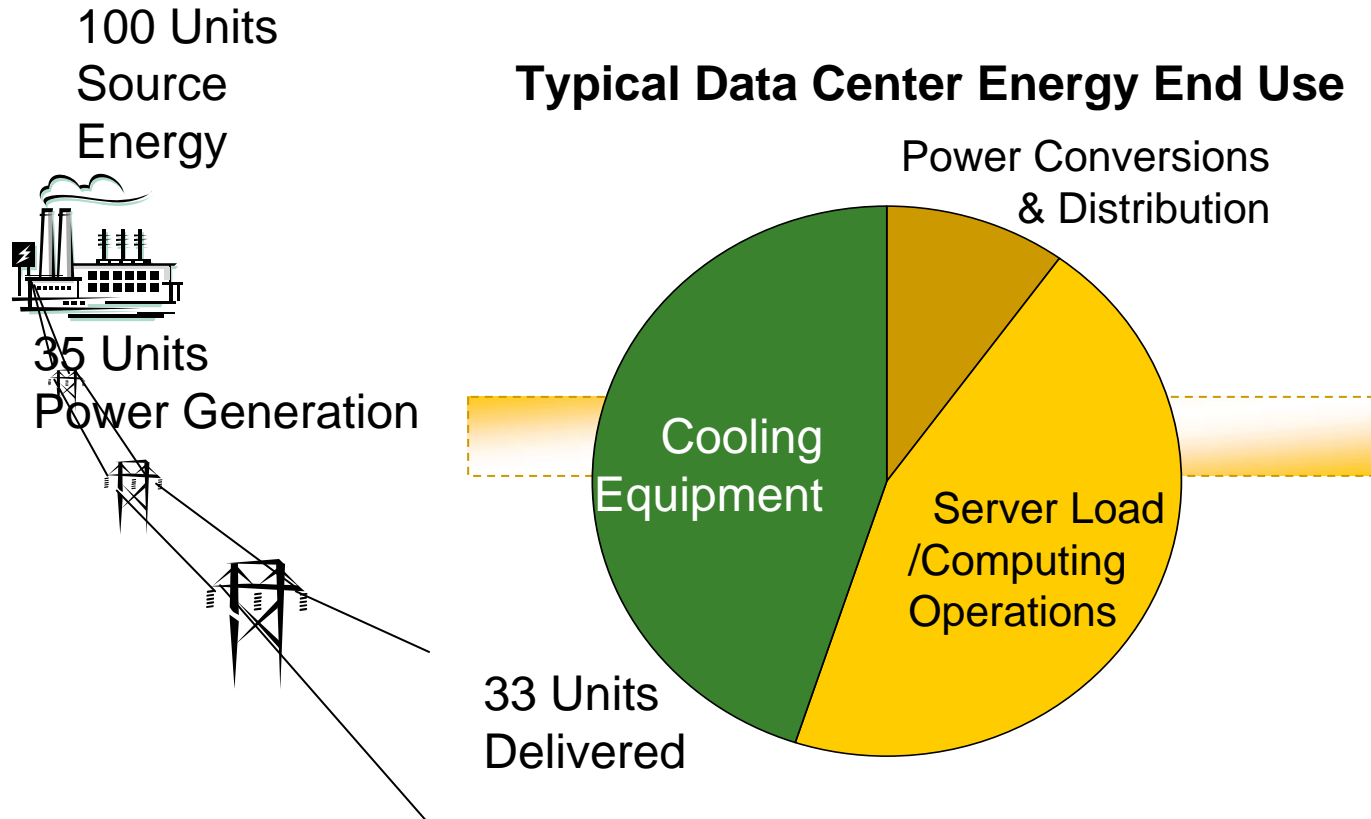 100 Units
Source
Energy
Typical Data Center Energy End Use
Power Conversions
& Distribution
35 Units
Power Generation
Cooling
Equipment
Server Load
/Computing
Operations
33 Units
Delivered